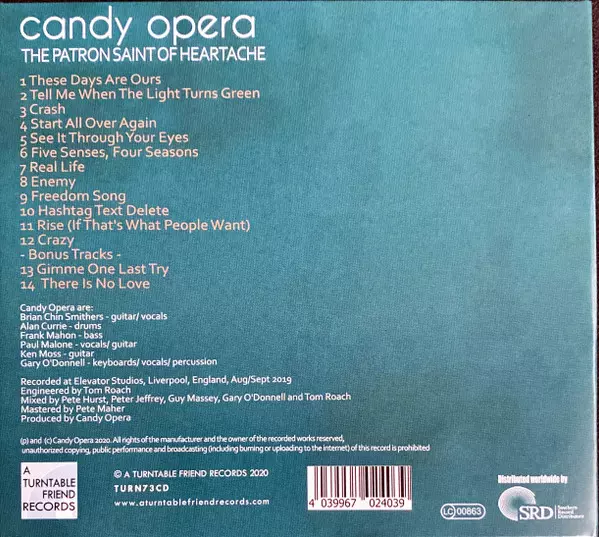 candy opera
THE PATRON SAINT OF HEARTACHE
1 These Days Are Ours
2 Tell Me When The Light Turns Green
3 Crash
4 Start All Over Again
5 See It Through Your Eyes
6 Five Senses, Four Seasons
7 Real Life
8 Enemy
9 Freedom Song
10 Hashtag Text Delete
11 Rise (If That's What People Want)
12 Crazy
- Bonus Tracks -
13 Gimme One Last Try
14 There Is No Love
Candy Opera are:
Brian Chin Smithers - guitar/ vocals
Alan Currie - drums
Frank Mahon - bass
Paul Malone - vocals/ guitar
Ken Moss - guitar
Gary O'Donnell - keyboards/ vocals/ percussion
Recorded at Elevator Studios, Liverpool, England, Aug/Sept 2019
Engineered by Tom Roach
Mixed by Pete Hurst, Peter Jeffrey, Guy Massey, Gary O'Donnell and Tom Roach
Mastered by Pete Maher
Produced by Candy Opera
(p) and (c) Candy Opera 2020. All rights of the manufacturer and the owner of the recorded works reserved,
unauthorized copying, public performance and broadcasting (including burning or uploading to the internet) of this record is prohibited
A
TURNTABLE
FRIEND
RECORDS
© A TURNTABLE FRIEND RECORDS 2020
TURN73CD
www.aturntablefriendrecords.com
4 039967 024039
LC 00863
Distributed worldwide by
SRD
Southern
Record
Distributors